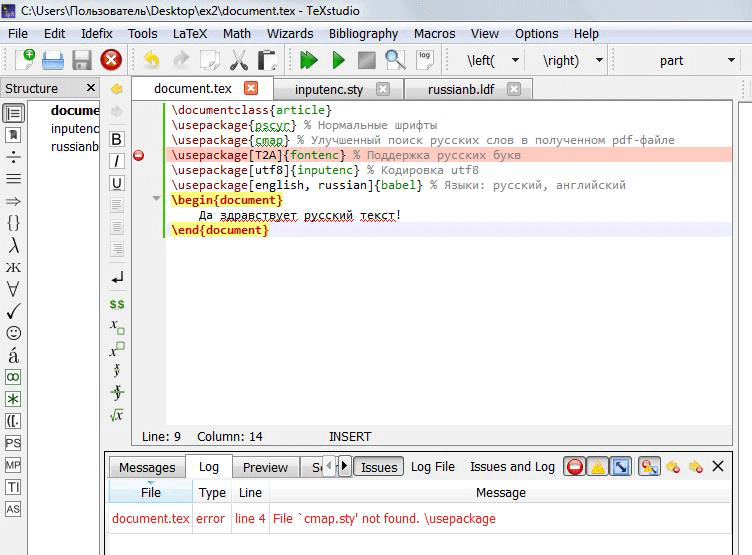 C:\Users\Пользователь\Desktop\ex2\document.tex - TeXstudio
File Edit Idefix Tools LaTeX Math Wizards Bibliography Macros View Options Help
log \left( \right) part
Structure document.tex inputenc.sty russianb.ldf
docume
inputenc
russianb
\documentclass{article}
\usepackage{pscyr} % Нормальные шрифты
\usepackage{cmap} % Улучшенный поиск русских слов в полученном pdf-файле
\usepackage[T2A]{fontenc} % Поддержка русских букв
\usepackage[utf8]{inputenc} % Кодировка utf8
\usepackage[english, russian]{babel} % Языки: русский, английский
\begin{document}
Да здравствует русский текст!
\end{document}
B
I
U
$$
Line: 9 Column: 14 INSERT
PS
MP
TI
AS
Messages Log Preview Issues Log File Issues and Log
File Type Line Message
document.tex error line 4 File `cmap.sty' not found. \usepackage